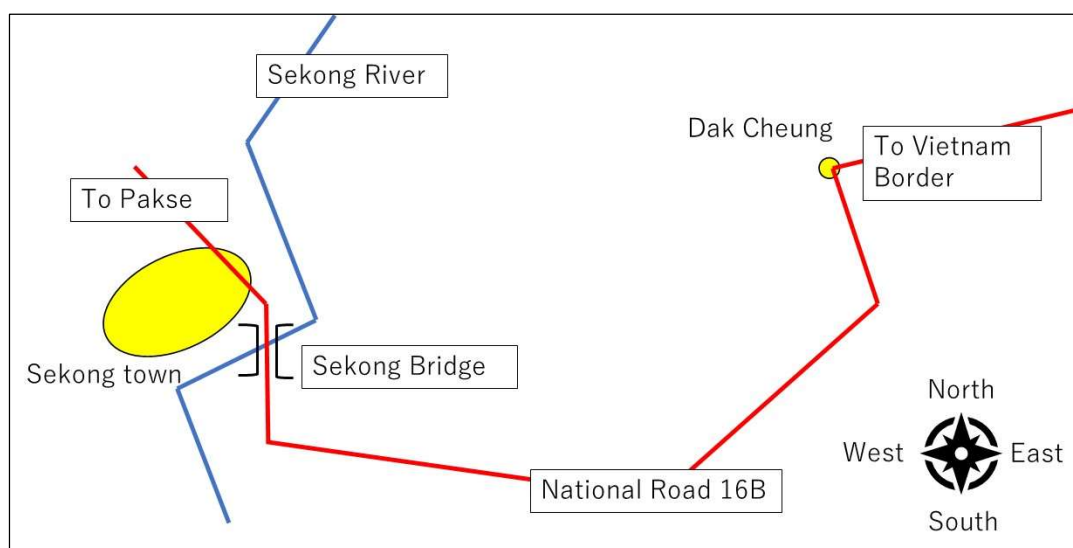 Sekong River
Dak Cheung
To Vietnam
Border
To Pakse
Sekong town
Sekong Bridge
National Road 16B
North
West
East
South